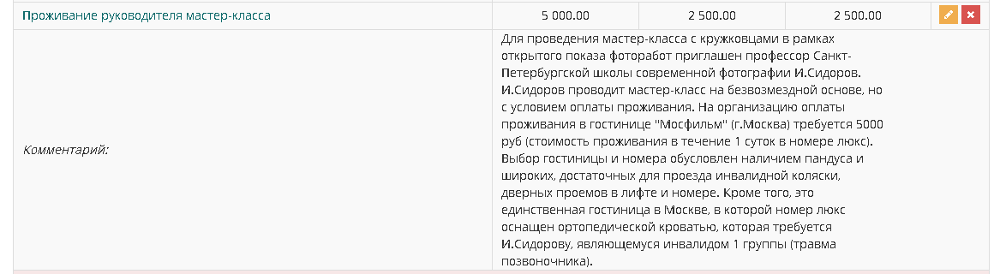 Проживание руководителя мастер-класса 5 000.00 2 500.00 2 500.00
Комментарий:
Для проведения мастер-класса с кружковцами в рамках
открытого показа фоторабот приглашен профессор Санкт-
Петербургской школы современной фотографии И.Сидоров.
И.Сидоров проводит мастер-класс на безвозмездной основе, но
с условием оплаты проживания. На организацию оплаты
проживания в гостинице "Мосфильм" (г.Москва) требуется 5000
руб (стоимость проживания в течение 1 суток в номере люкс).
Выбор гостиницы и номера обусловлен наличием пандуса и
широких, достаточных для проезда инвалидной коляски,
дверных проемов в лифте и номере. Кроме того, это
единственная гостиница в Москве, в которой номер люкс
оснащен ортопедической кроватью, которая требуется
И.Сидорову, являющемуся инвалидом 1 группы (травма
позвоночника).